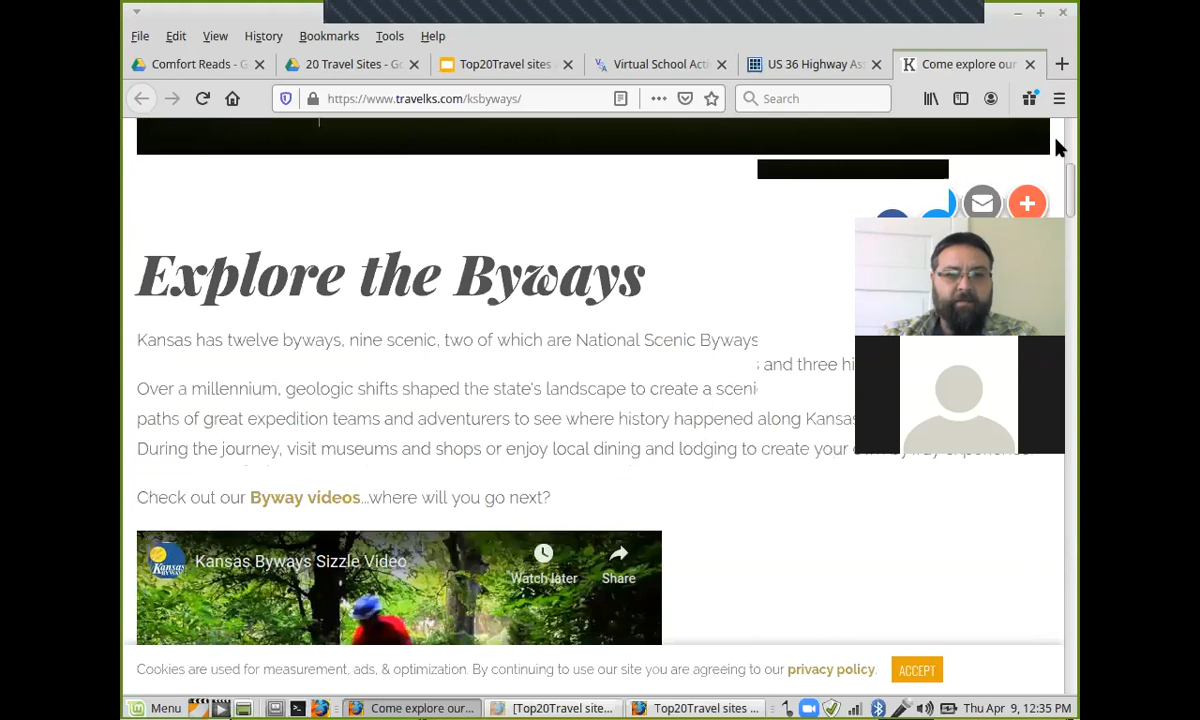 File Edit View History Bookmarks Tools Help
Comfort Reads - G 20 Travel Sites - Go Top20Travel sites Virtual School Acti US 36 Highway As Come explore our
https://www.travelks.com/ksbyways/ Search
Explore the Byways
Kansas has twelve byways, nine scenic, two of which are National Scenic Byways
and three hi
Over a millennium, geologic shifts shaped the state's landscape to create a sceni
paths of great expedition teams and adventurers to see where history happened along Kansas
During the journey, visit museums and shops or enjoy local dining and lodging to create your own byway experience
Check out our Byway videos...where will you go next?
Kansas Byways Sizzle Video
Watch later Share
Kansas
BYWAY
Cookies are used for measurement, ads, & optimization. By continuing to use our site you are agreeing to our privacy policy. ACCEPT
Menu Come explore our... [Top20Travel site... Top20Travel sites ... Thu Apr 9, 12:35 PM